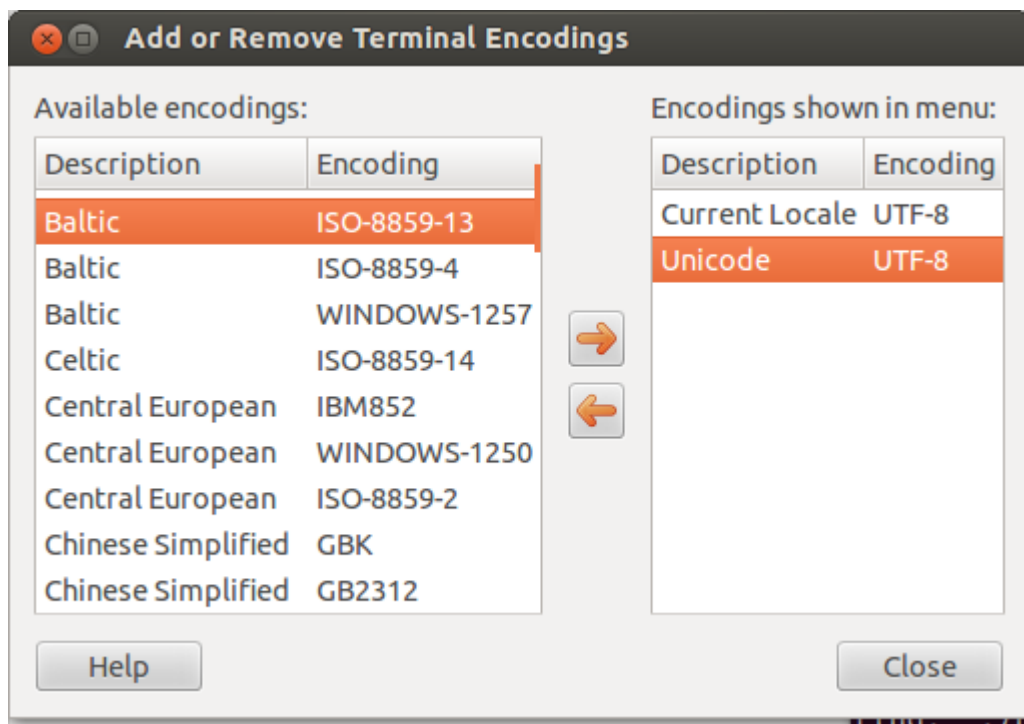 Add or Remove Terminal Encodings
Available encodings:
Description Encoding
Baltic ISO-8859-13
Baltic ISO-8859-4
Baltic WINDOWS-1257
Celtic ISO-8859-14
Central European IBM852
Central European WINDOWS-1250
Central European ISO-8859-2
Chinese Simplified GBK
Chinese Simplified GB2312
Encodings shown in menu:
Description Encoding
Current Locale UTF-8
Unicode UTF-8
Help
Close